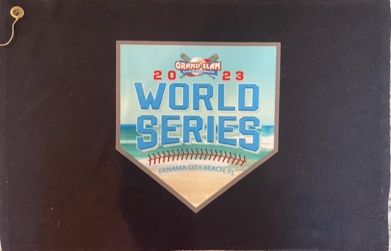 GRAND SLAM
2023
WORLD
SERIES
PANAMA CITY BEACH, FL